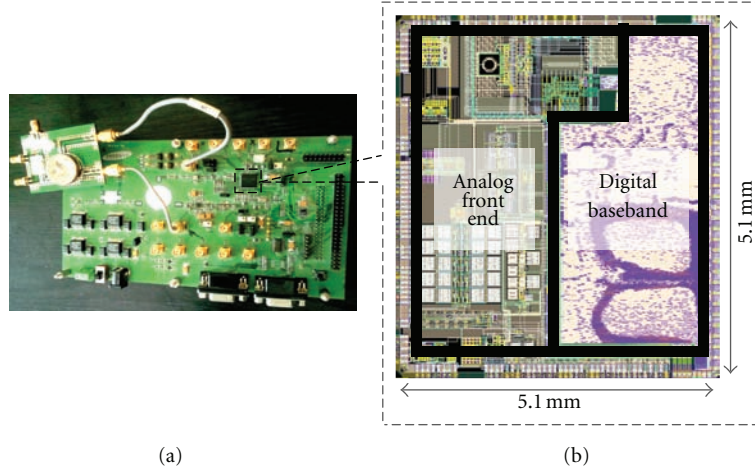 Analog
front
end
Digital
baseband
5.1 mm
5.1 mm
(a)
(b)